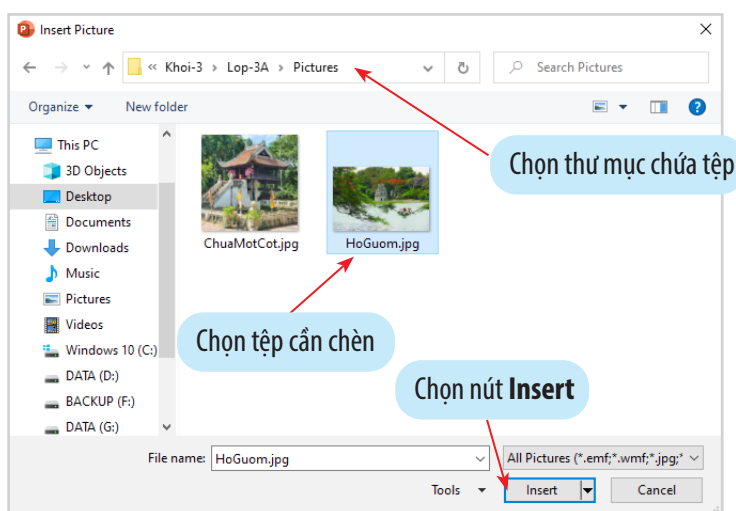 Insert Picture
« Khoi-3 › Lop-3A › Pictures
Search Pictures
Organize
New folder
This PC
3D Objects
Desktop
Documents
Downloads
Music
Pictures
Videos
Windows 10 (C:)
DATA (D:)
BACKUP (F:)
DATA (G:)
ChuaMotCot.jpg
HoGuom.jpg
Chọn thư mục chứa tệp
Chọn tệp cần chèn
Chọn nút Insert
File name: HoGuom.jpg
All Pictures (*.emf;*.wmf;*.jpg;*
Tools
Insert
Cancel